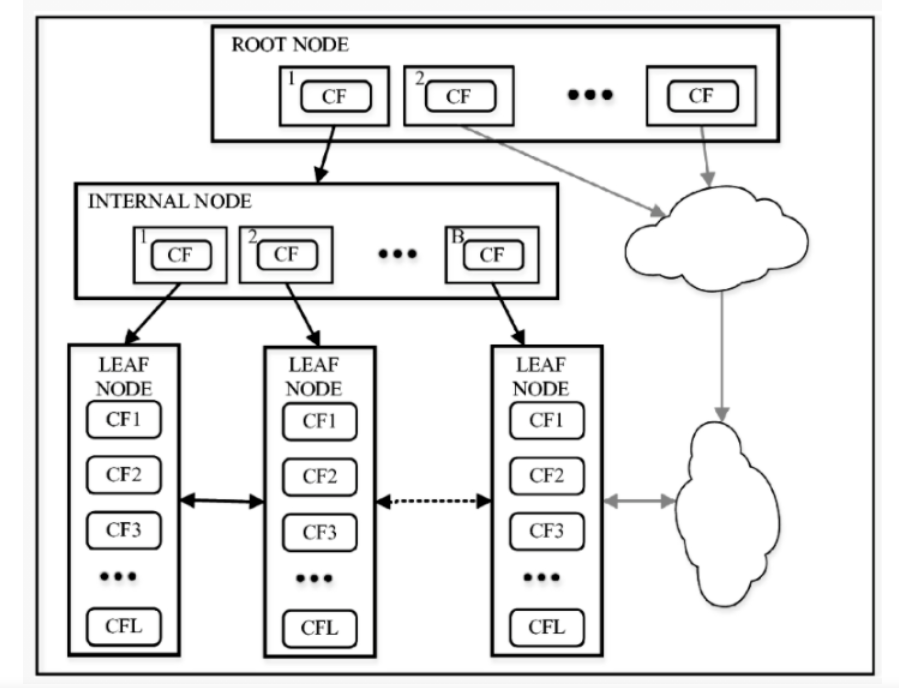 ROOT NODE
1 CF 2 CF ••• CF
INTERNAL NODE
1 CF 2 CF ••• B CF
LEAF NODE
CF1
CF2
CF3
•••
CFL
LEAF NODE
CF1
CF2
CF3
•••
CFL
LEAF NODE
CF1
CF2
CF3
•••
CFL